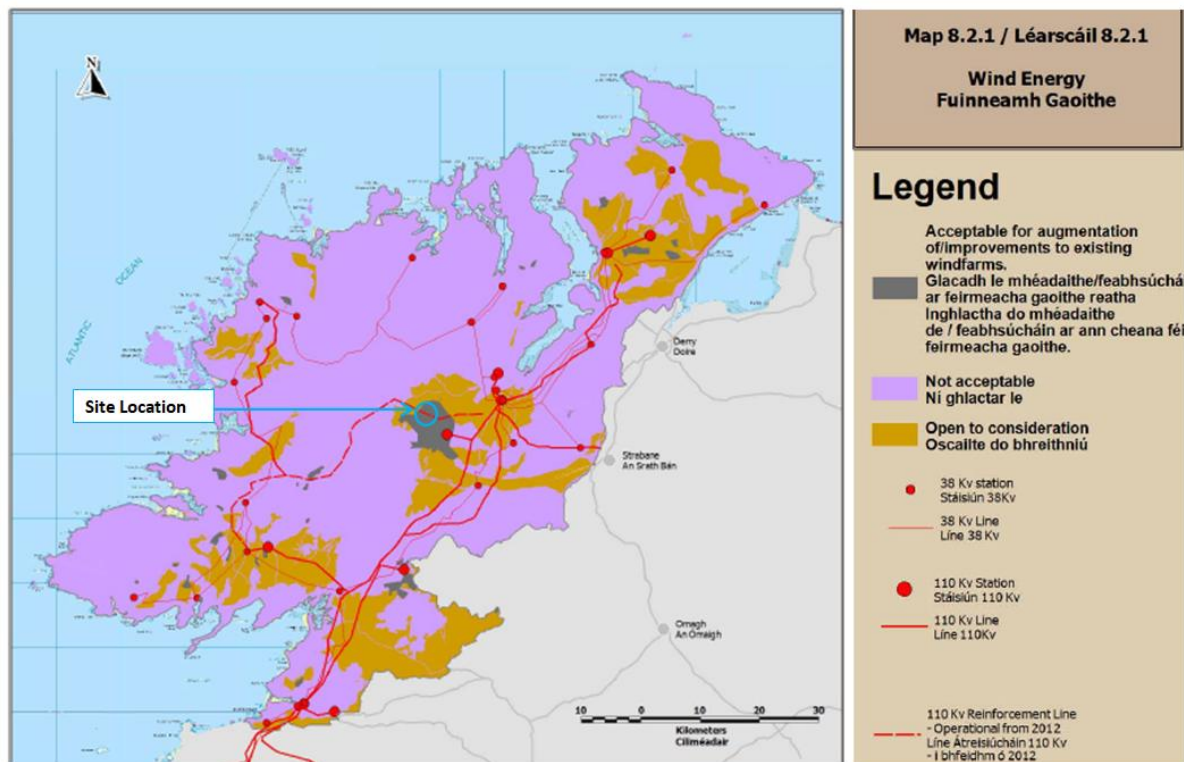 Map 8.2.1 / Léarscáil 8.2.1
Wind Energy
Fuinneamh Gaoithe
N
OCEAN
ATLANTIC
Site Location
Derry
Doire
Strabane
An Srath Bán
Omagh
An Omaigh
10 0 10 20 30
Kilometers
Ciliméadair
Legend
Acceptable for augmentation
of/improvements to existing
windfarms.
Glacadh le mhéadaithe/feabhsúchái
ar feirmeacha gaoithe reatha
Inghlactha do mhéadaithe
de / feabhsúcháin ar ann cheana féi
feirmeacha gaoithe.
Not acceptable
Ní ghlactar le
Open to consideration
Oscailte do bhreithniú
38 Kv station
Stáisiún 38Kv
38 Kv Line
Líne 38 Kv
110 Kv Station
Stáisiún 110 Kv
110 Kv Line
Líne 110Kv
110 Kv Reinforcement Line
- Operational from 2012
Líne Átreisiúcháin 110 Kv
- i bhfeidhm ó 2012